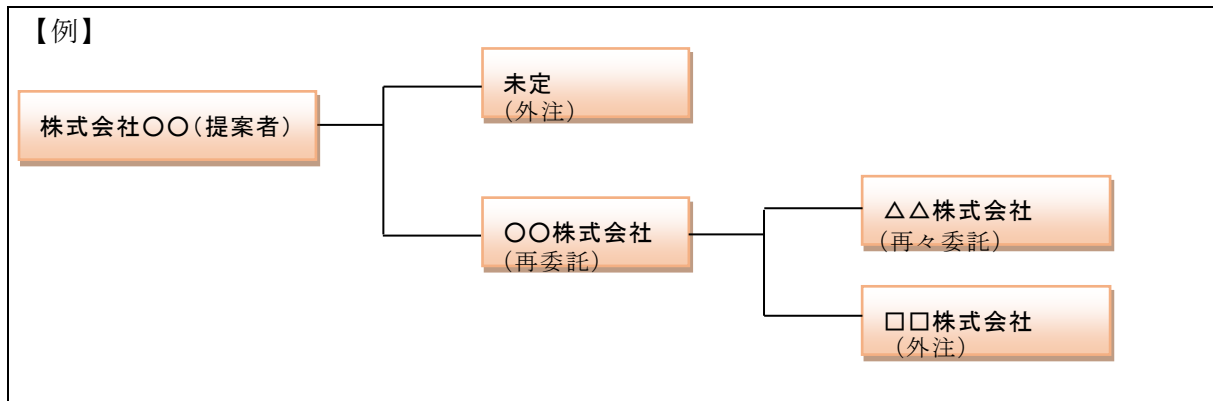 【例】
株式会社〇〇(提案者)
未定
(外注)
〇〇株式会社
(再委託)
△△株式会社
(再々委託)
□□株式会社
(外注)